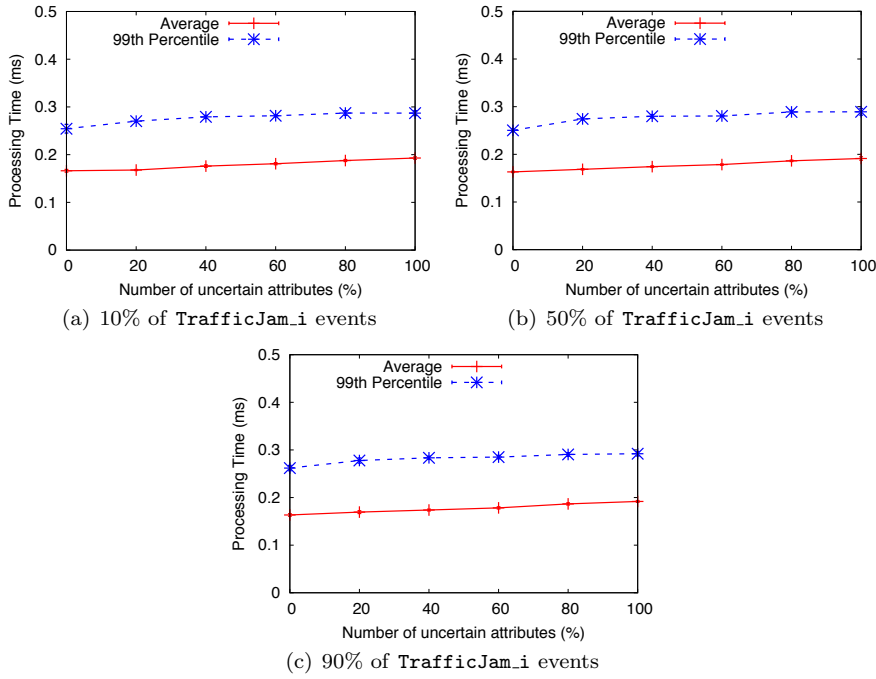 0.5
Average
99th Percentile
0.4
0.3
0.2
0.1
0
Processing Time (ms)
0 20 40 60 80 100
Number of uncertain attributes (%)
(a) 10% of TrafficJam_i events
0.5
Average
99th Percentile
0.4
0.3
0.2
0.1
0
Processing Time (ms)
0 20 40 60 80 100
Number of uncertain attributes (%)
(b) 50% of TrafficJam_i events
0.5
Average
99th Percentile
0.4
0.3
0.2
0.1
0
Processing Time (ms)
0 20 40 60 80 100
Number of uncertain attributes (%)
(c) 90% of TrafficJam_i events